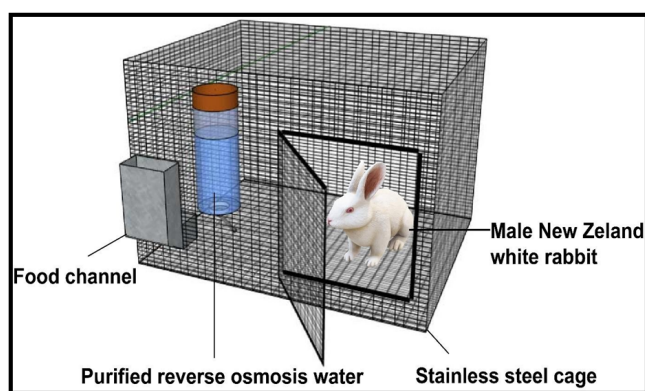 Male New Zeland
white rabbit
Food channel
Purified reverse osmosis water
Stainless steel cage